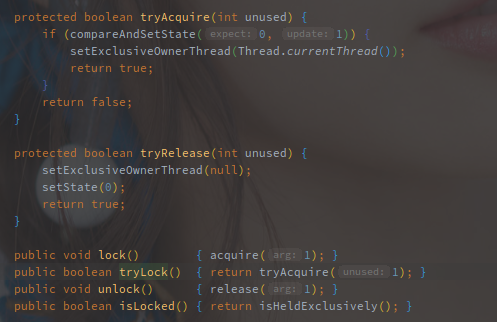 protected boolean tryAcquire(int unused) {
if (compareAndSetState( expect: 0, update: 1)) {
setExclusiveOwnerThread(Thread.currentThread());
return true;
}
return false;
}
protected boolean tryRelease(int unused) {
setExclusiveOwnerThread(null);
setState(0);
return true;
}
public void lock() { acquire( arg: 1); }
public boolean tryLock() { return tryAcquire( unused: 1); }
public void unlock() { release( arg: 1); }
public boolean isLocked() { return isHeldExclusively(); }